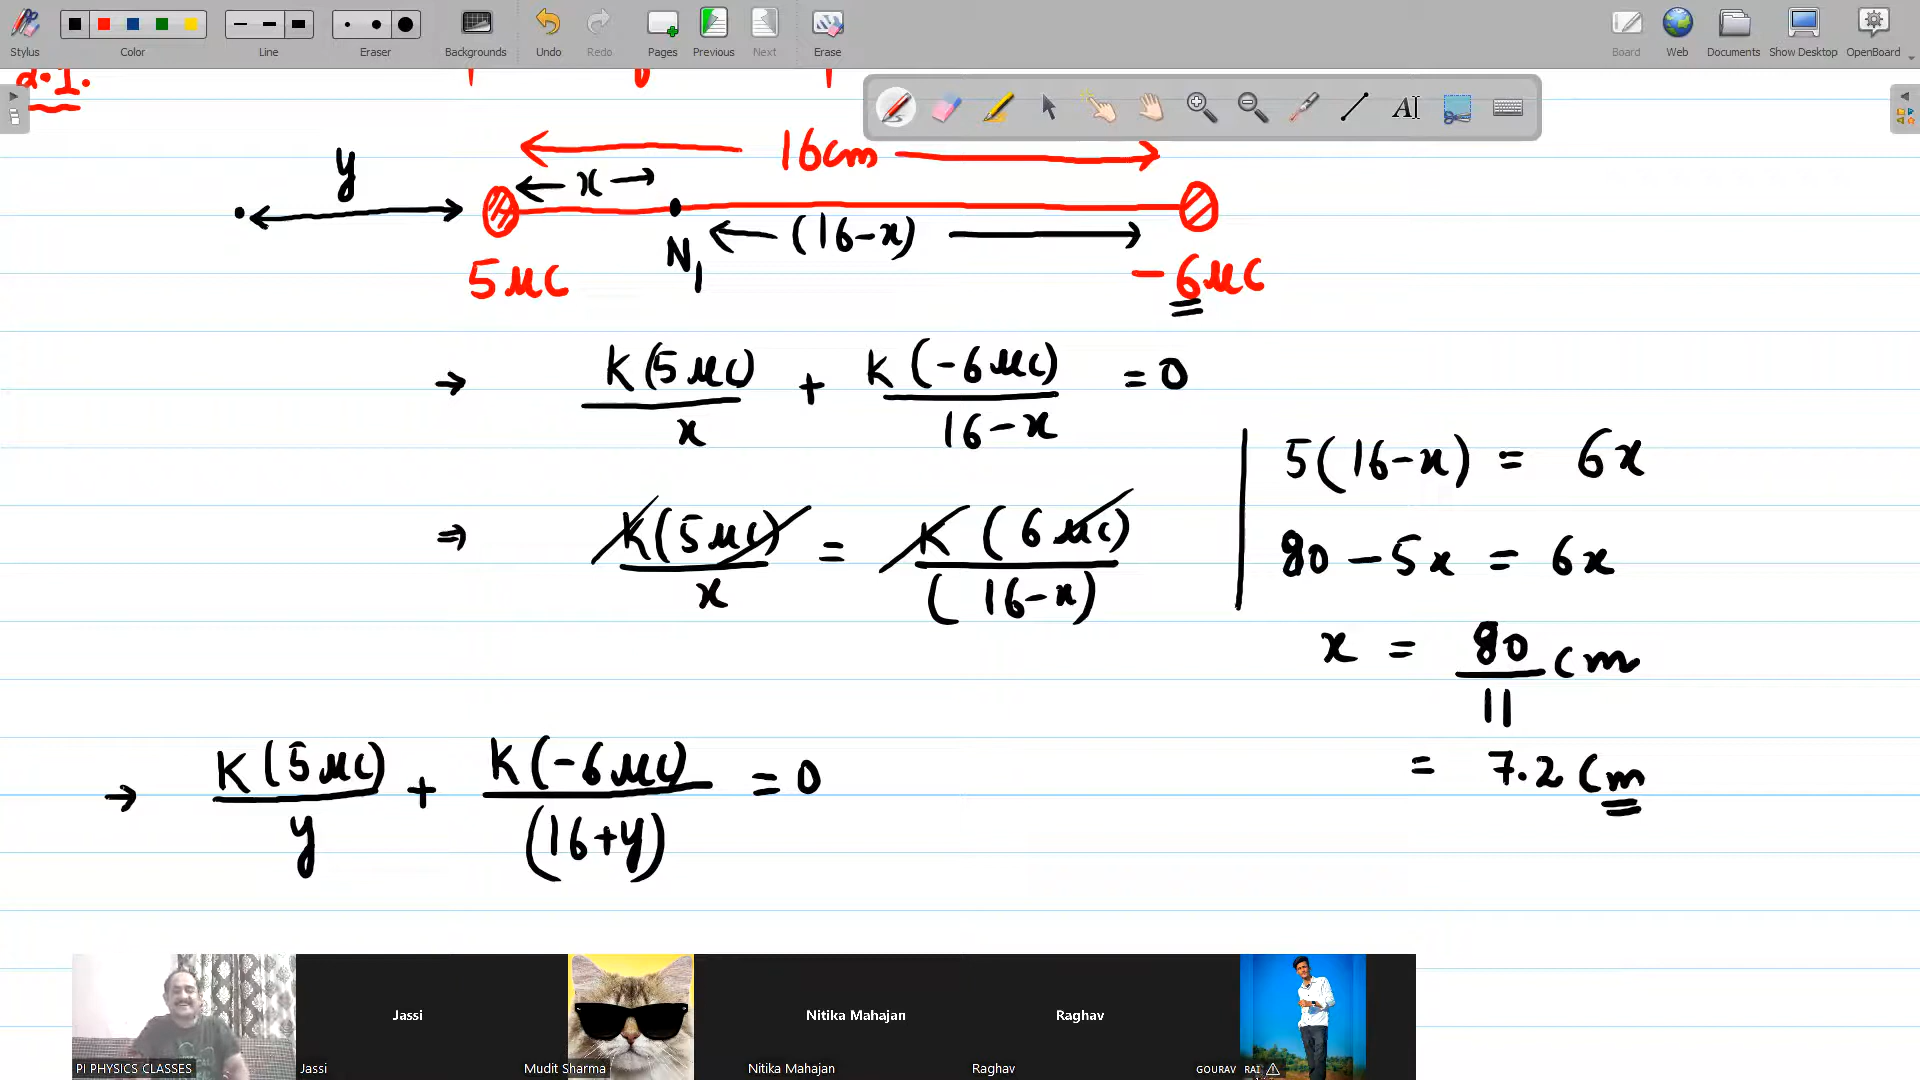 Stylus Color Line Eraser Backgrounds Undo Redo Pages Previous Next Erase Board Web Documents Show Desktop OpenBoard
2.1.
16cm
y
x
(16-x)
N1
5μC
-6μC
→ K(5μC)/x + K(-6μC)/16-x = 0
⇒ K(5μC)/x = K(6μC)/(16-x)
5(16-x) = 6x
80-5x = 6x
x = 80/11 cm
= 7.2 cm
→ K(5μC)/y + K(-6μC)/(16+y) = 0
Jassi
Nitika Mahajan
Raghav
PI PHYSICS CLASSES
Jassi
Mudit Sharma
Nitika Mahajan
Raghav
GOURAV RAI